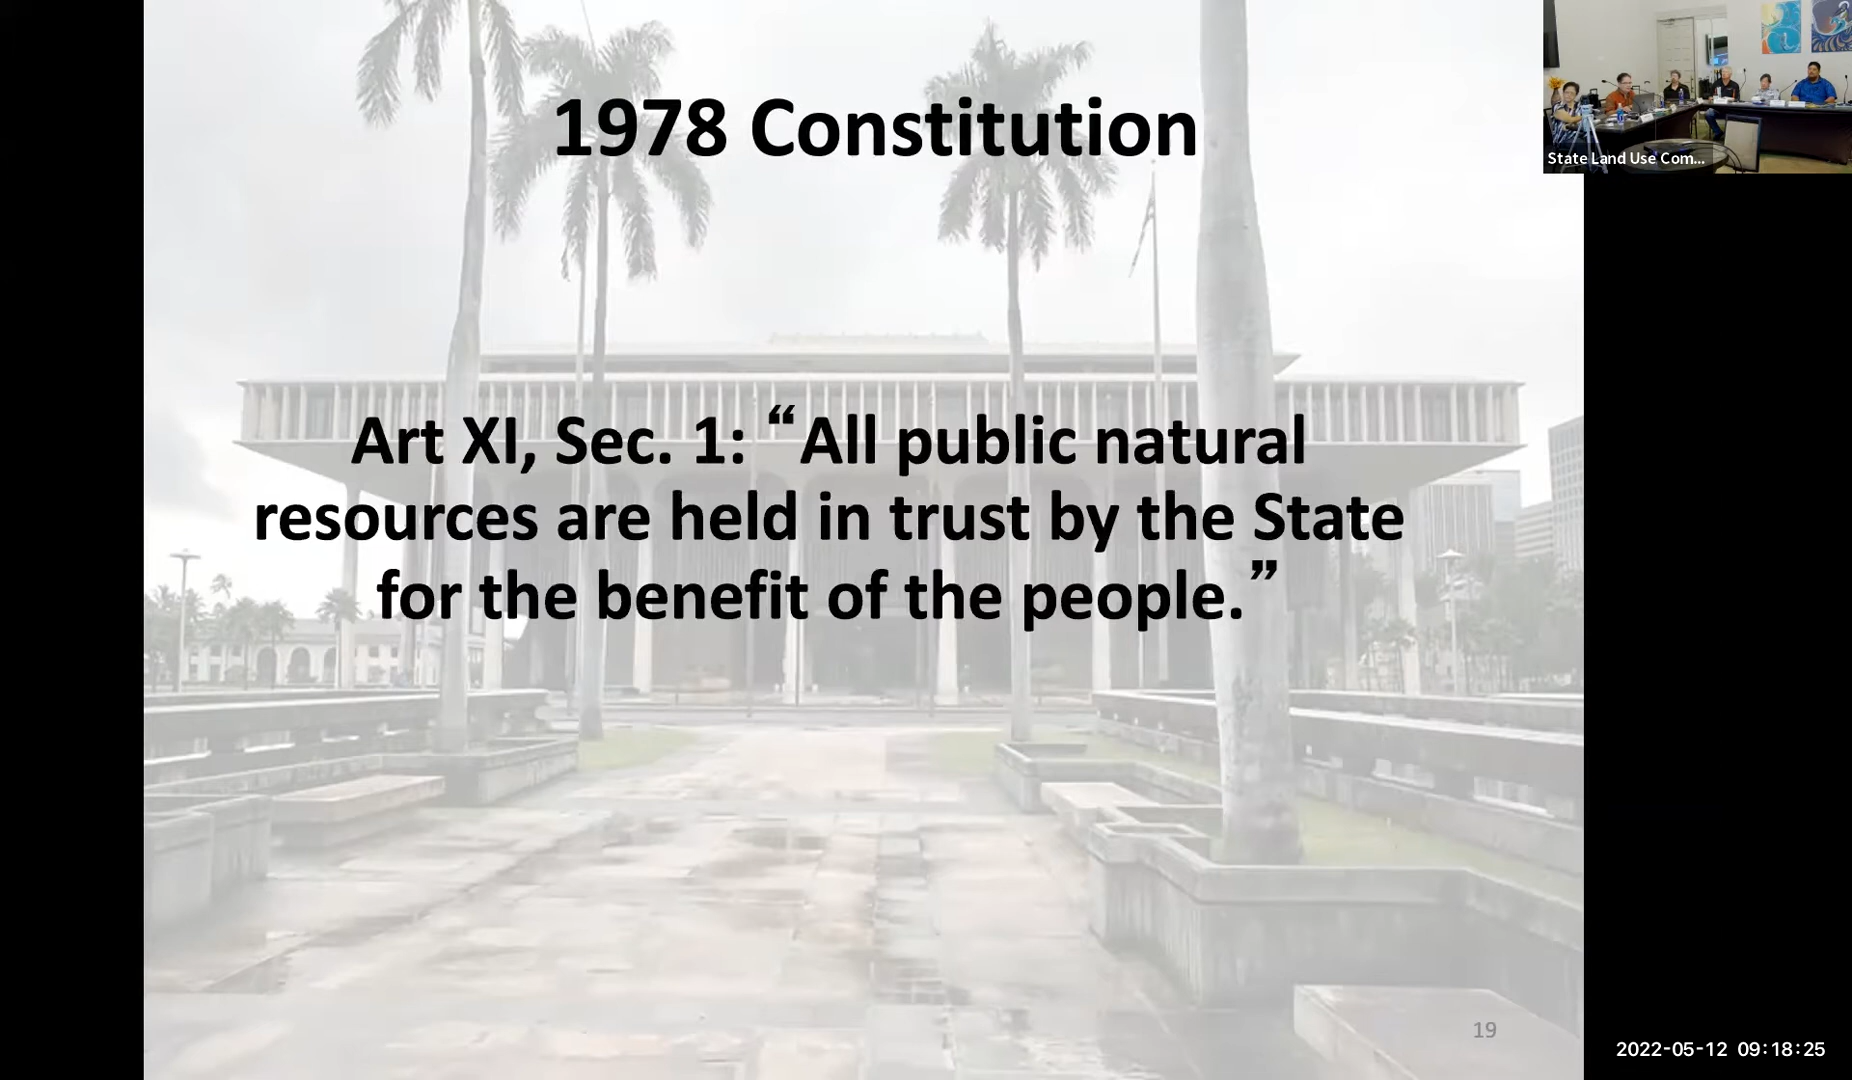 1978 Constitution
State Land Use Com...
Art XI, Sec. 1: “All public natural
resources are held in trust by the State
for the benefit of the people.”
19
2022-05-12 09:18:25